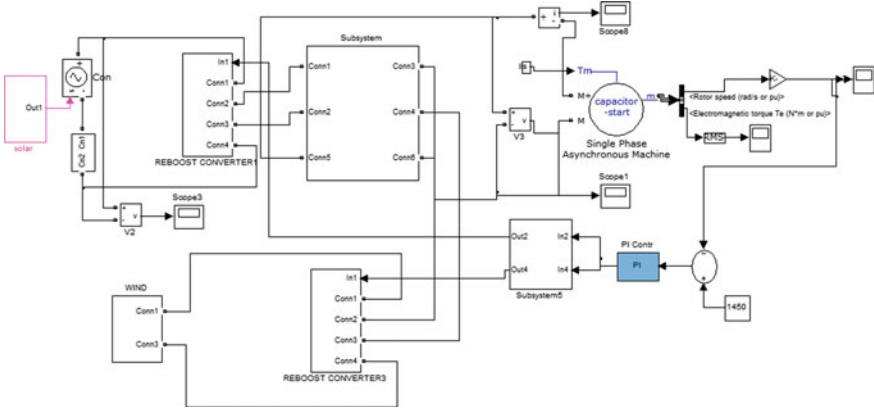 Subsystem
Scope8
Con
In1
Conn1
Conn2
Conn3
Conn4
REBOOST CONVERTER1
Conn1
Conn2
Conn5
Conn3
Conn4
Conn6
Out1
solar
Cn1
Cn2
V2
Scope3
V3
Tm
M+
M
capacitor
-start
m
Single Phase
Asynchronous Machine
<Rotor speed (rad/s or pu)>
<Electromagnetic torque Te (N*m or pu)>
RMS
Scope1
Out2
Out4
In2
In4
Subsystem5
PI Contr
PI
1450
WIND
Conn1
Conn3
In1
Conn1
Conn2
Conn3
Conn4
REBOOST CONVERTER3